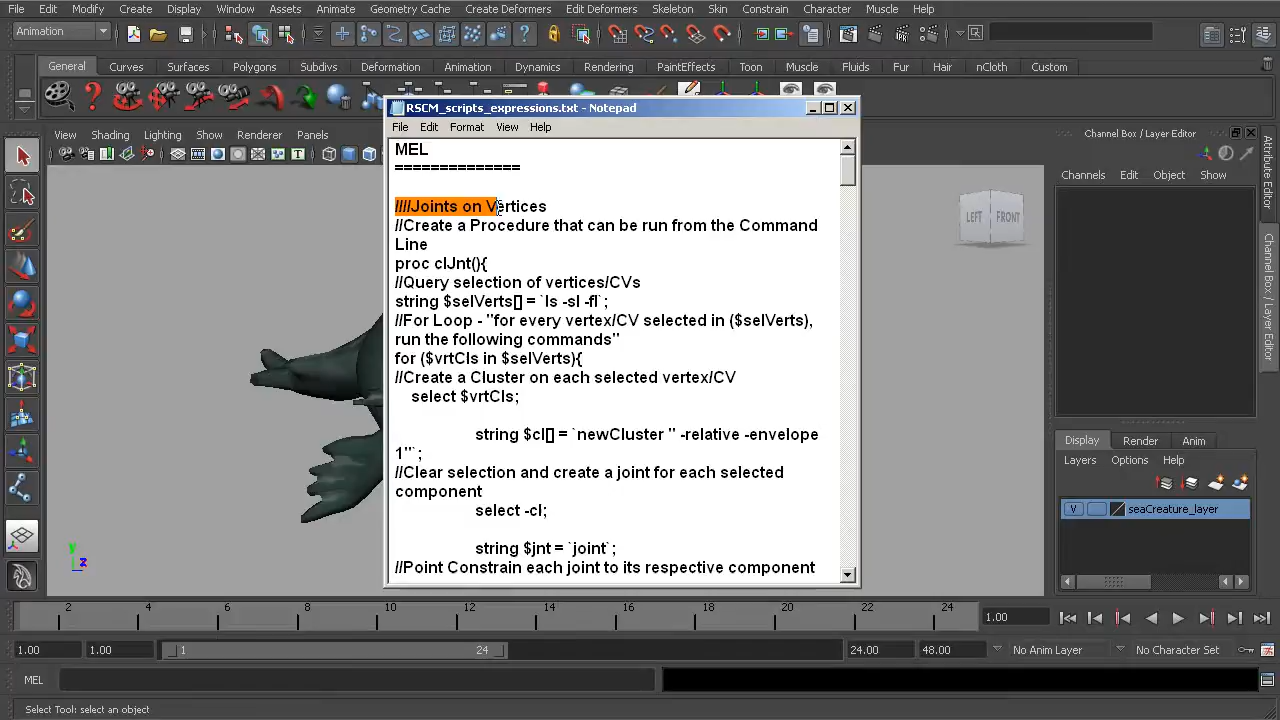 File Edit Modify Create Display Window Assets Animate Geometry Cache Create Deformers Edit Deformers Skeleton Skin Constrain Character Muscle Help
Animation
General Curves Surfaces Polygons Subdivs Deformation Animation Dynamics Rendering PaintEffects Toon Muscle Fluids Fur Hair nCloth Custom
RSCM_scripts_expressions.txt - Notepad
File Edit Format View Help
View Shading Lighting Show Renderer Panels
Channel Box / Layer Editor
Channels Edit Object Show
MEL
==============
////Joints on Vertices
//Create a Procedure that can be run from the Command
Line
proc clJnt(){
//Query selection of vertices/CVs
string $selVerts[] = `ls -sl -fl`;
//For Loop - "for every vertex/CV selected in ($selVerts),
run the following commands"
for ($vrtCls in $selVerts){
//Create a Cluster on each selected vertex/CV
select $vrtCls;
string $cl[] = `newCluster " -relative -envelope
1"`;
//Clear selection and create a joint for each selected
component
select -cl;
string $jnt = `joint`;
//Point Constrain each joint to its respective component
LEFT FRONT
Attribute Editor
Channel Box / Layer Editor
Display Render Anim
Layers Options Help
V seaCreature_layer
y
z
2 4 6 8 10 12 14 16 18 20 22 24
1.00
1.00 1.00 1 24 24.00 48.00 No Anim Layer No Character Set
MEL
Select Tool: select an object